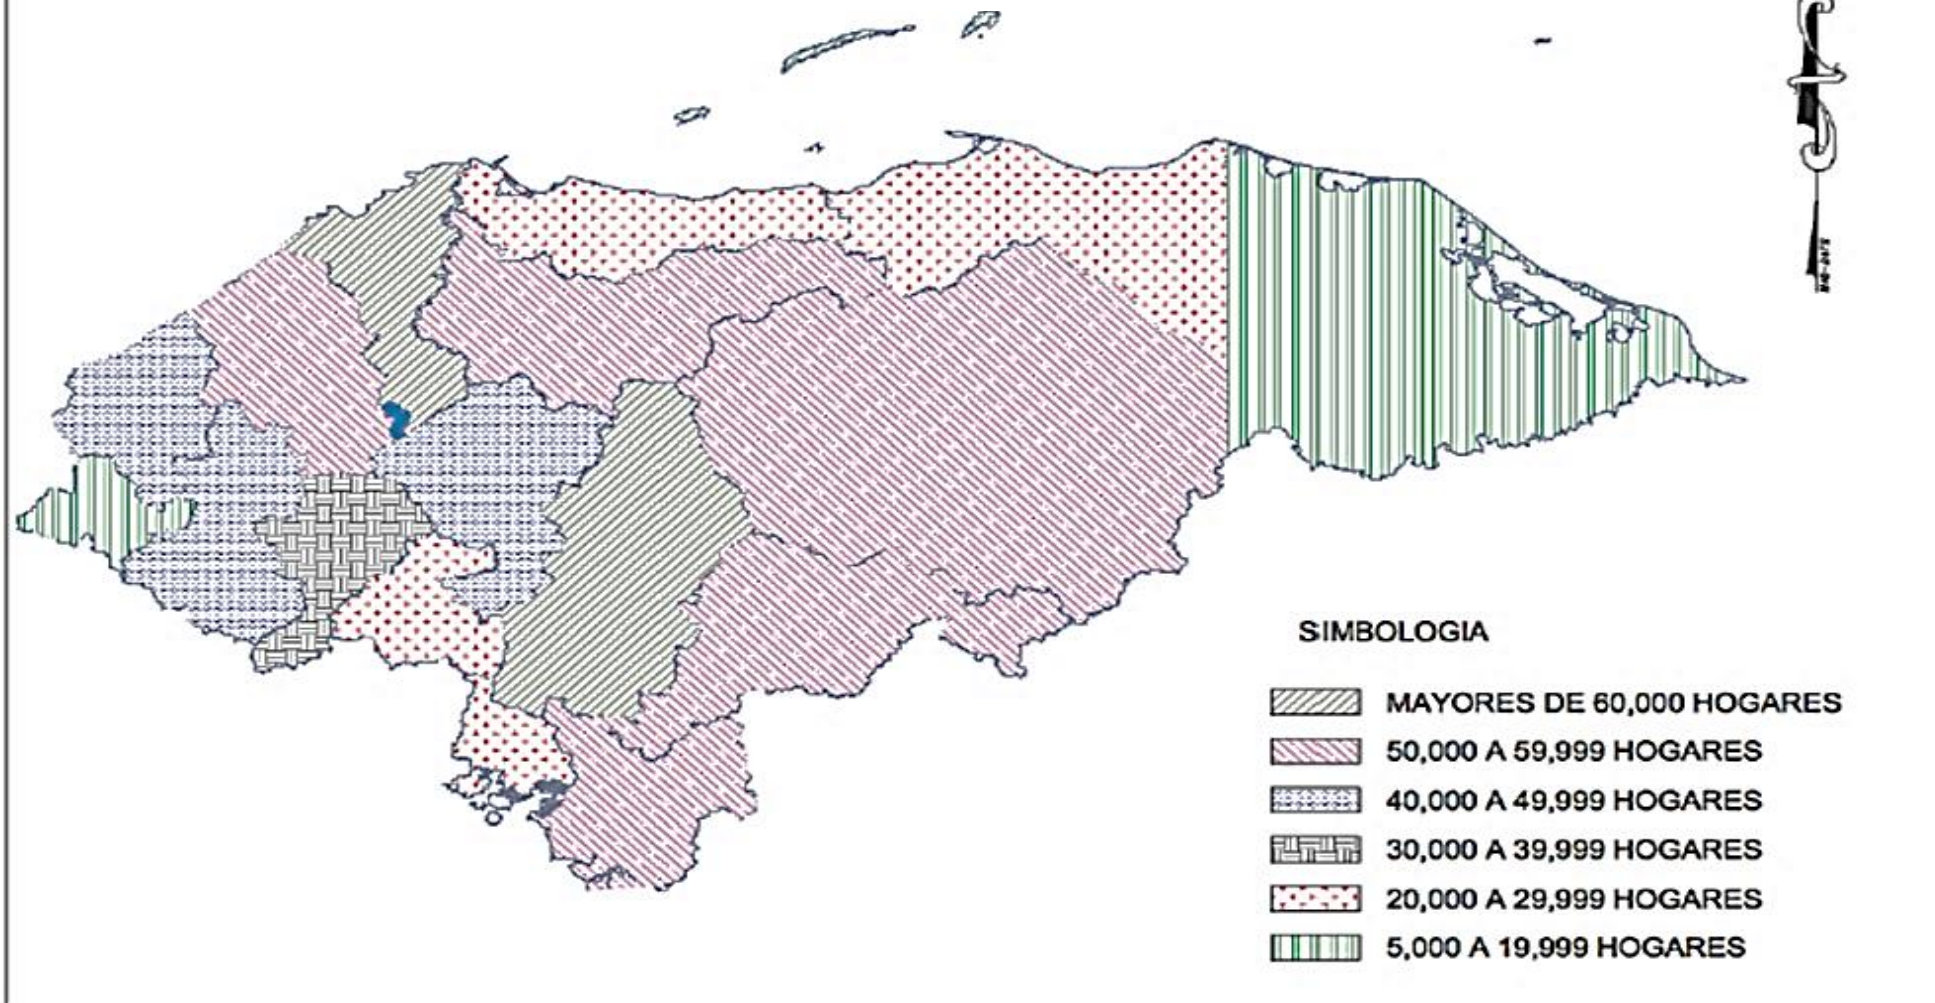 SIMBOLOGIA
MAYORES DE 60,000 HOGARES
50,000 A 59,999 HOGARES
40,000 A 49,999 HOGARES
30,000 A 39,999 HOGARES
20,000 A 29,999 HOGARES
5,000 A 19,999 HOGARES